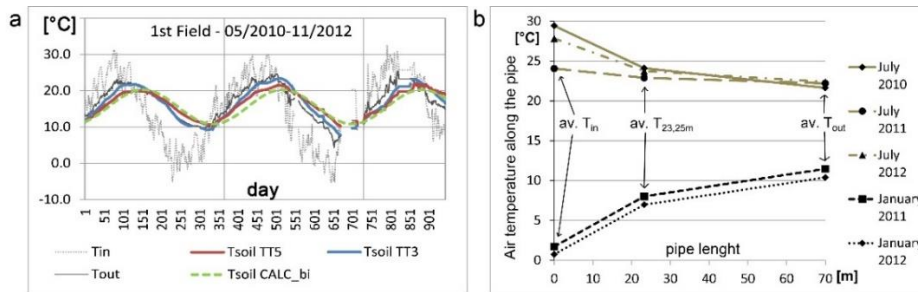 a
[°C]
1st Field - 05/2010-11/2012
30.0
20.0
10.0
0.0
-10.0
day
1 51 101 151 201 251 301 351 401 451 501 551 601 651 701 751 801 851 901
Tin
Tsoil TT5
Tsoil TT3
Tout
Tsoil CALC_bi
b
Air temperature along the pipe
[°C]
35
30
25
20
15
10
5
0
av. Tin
av. T23,25m
av. Tout
pipe lenght
0 10 20 30 40 50 60 70 [m]
July
2010
July
2011
July
2012
January
2011
January
2012